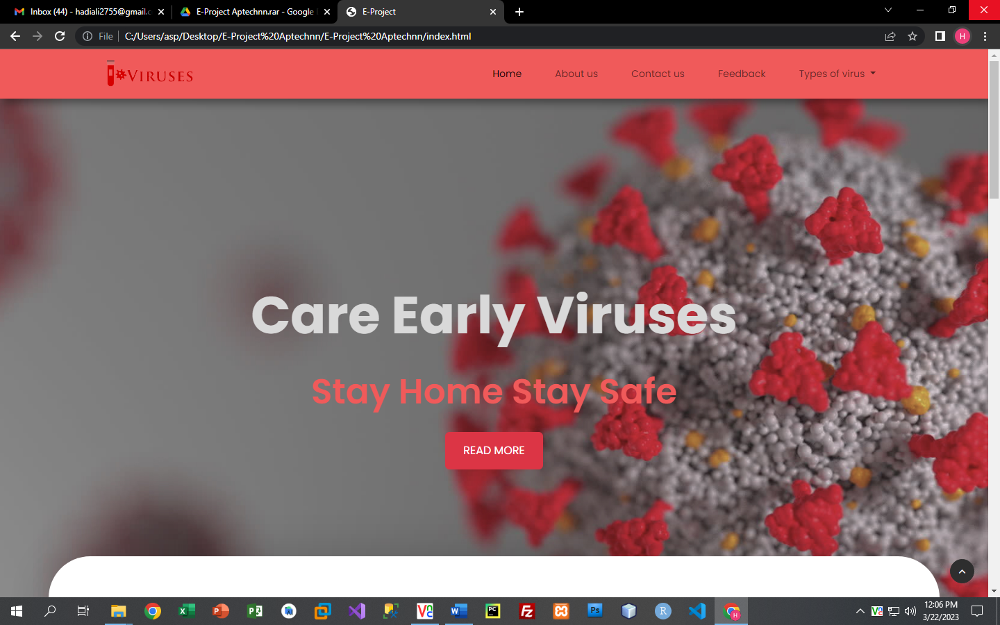 Inbox (44) - hadiali2755@gmail.c
E-Project Aptechnn.rar - Google
E-Project
File
C:/Users/asp/Desktop/E-Project%20Aptechnn/E-Project%20Aptechnn/index.html
H
VIRUSES
Home
About us
Contact us
Feedback
Types of virus
Care Early Viruses
Stay Home Stay Safe
READ MORE
12:06 PM
3/22/2023